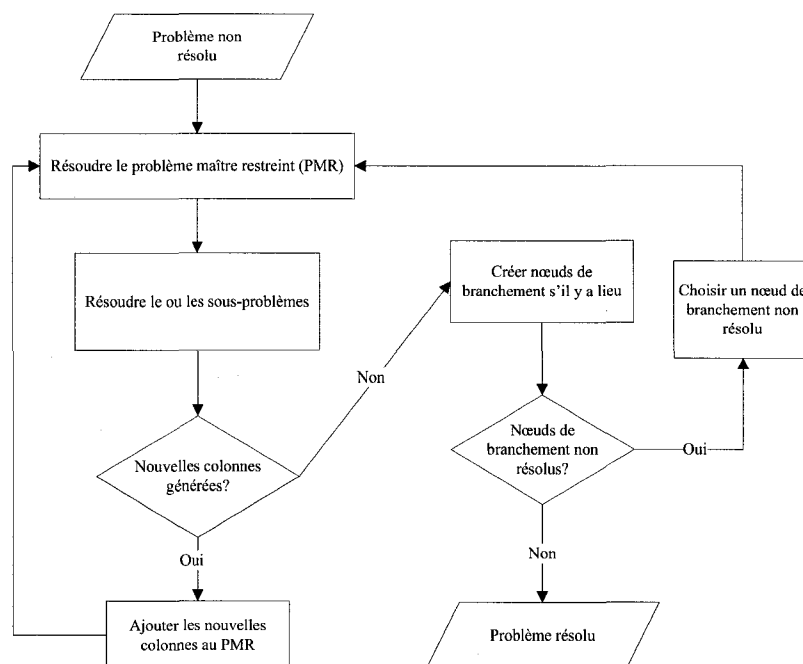 Problème non
résolu
Résoudre le problème maître restreint (PMR)
Résoudre le ou les sous-problèmes
Créer nœuds de
branchement s'il y a lieu
Choisir un nœud de
branchement non
résolu
Non
Nouvelles colonnes
générées?
Nœuds de
branchement non
résolus?
Oui
Oui
Non
Ajouter les nouvelles
colonnes au PMR
Problème résolu